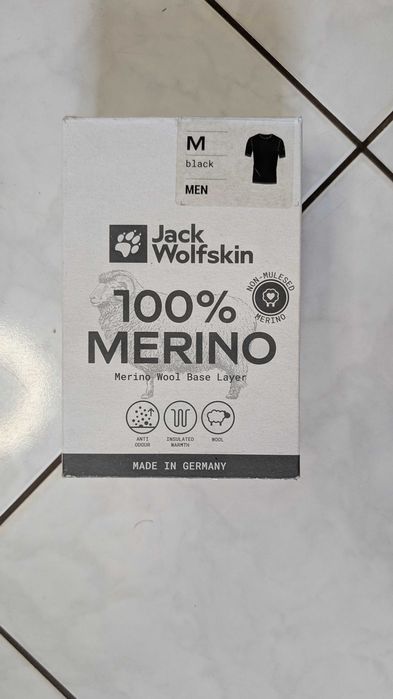 M
black
MEN
Jack
Wolfskin
100%
MERINO
NON-MULESED
MERINO
Merino Wool Base Layer
ANTI
ODOUR
INSULATED
WARMTH
WOOL
MADE IN GERMANY